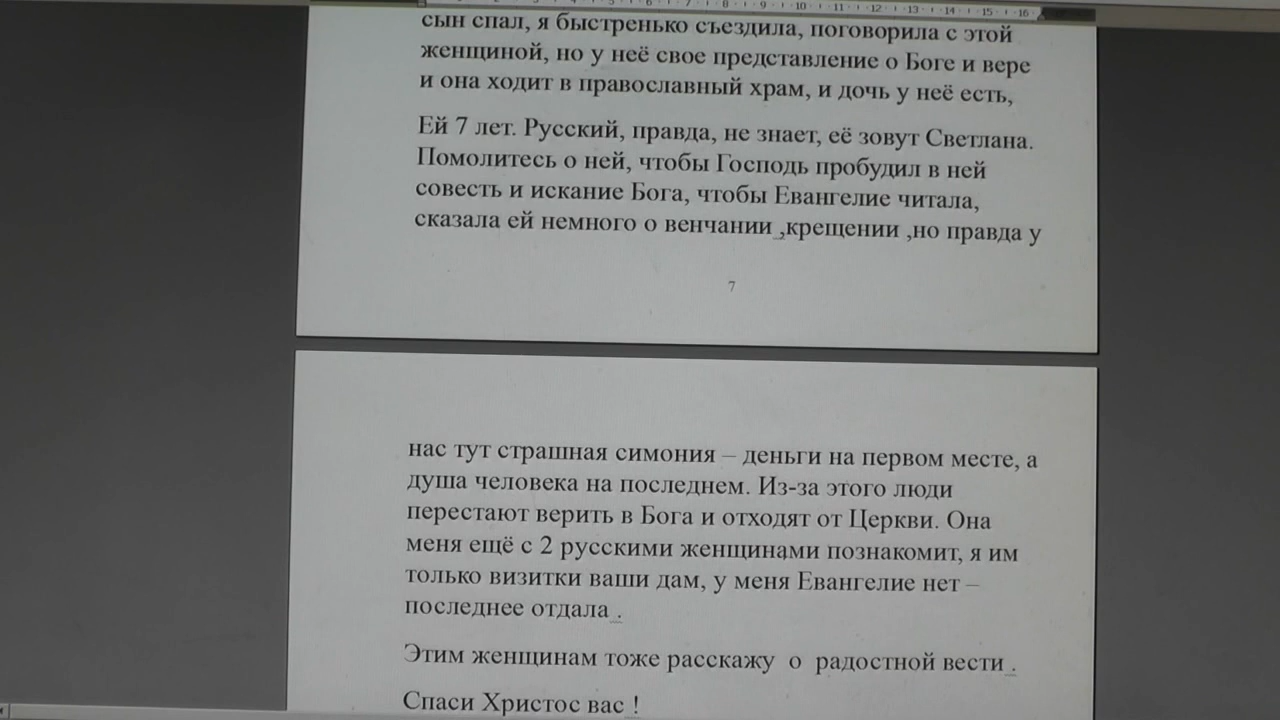 сын спал, я быстренько съездила, поговорила с этой
женщиной, но у неё свое представление о Боге и вере
и она ходит в православный храм, и дочь у неё есть,
Ей 7 лет. Русский, правда, не знает, её зовут Светлана.
Помолитесь о ней, чтобы Господь пробудил в ней
совесть и искание Бога, чтобы Евангелие читала,
сказала ей немного о венчании ,крещении ,но правда у
7
нас тут страшная симония – деньги на первом месте, а
душа человека на последнем. Из-за этого люди
перестают верить в Бога и отходят от Церкви. Она
меня ещё с 2 русскими женщинами познакомит, я им
только визитки ваши дам, у меня Евангелие нет –
последнее отдала .
Этим женщинам тоже расскажу  о  радостной вести .
Спаси Христос вас !